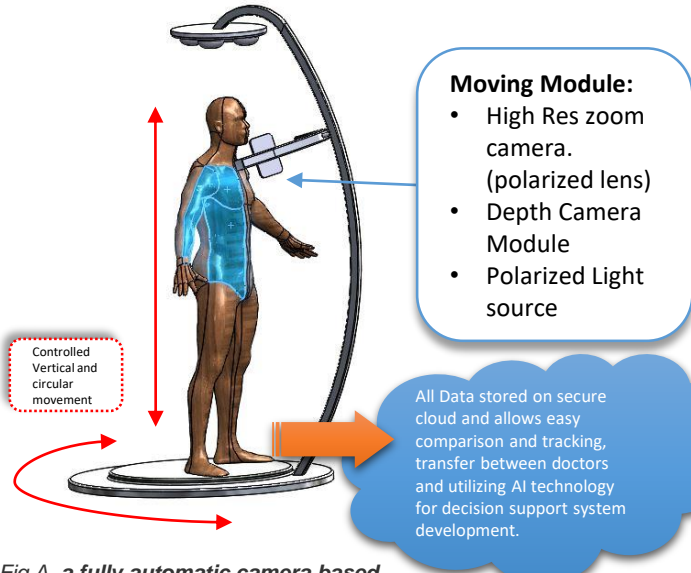 Moving Module:
• High Res zoom
camera.
(polarized lens)
• Depth Camera
Module
• Polarized Light
source
Controlled
Vertical and
circular
movement
All Data stored on secure
cloud and allows easy
comparison and tracking,
transfer between doctors
and utilizing AI technology
for decision support system
development.
Fig A. a fully automatic camera based